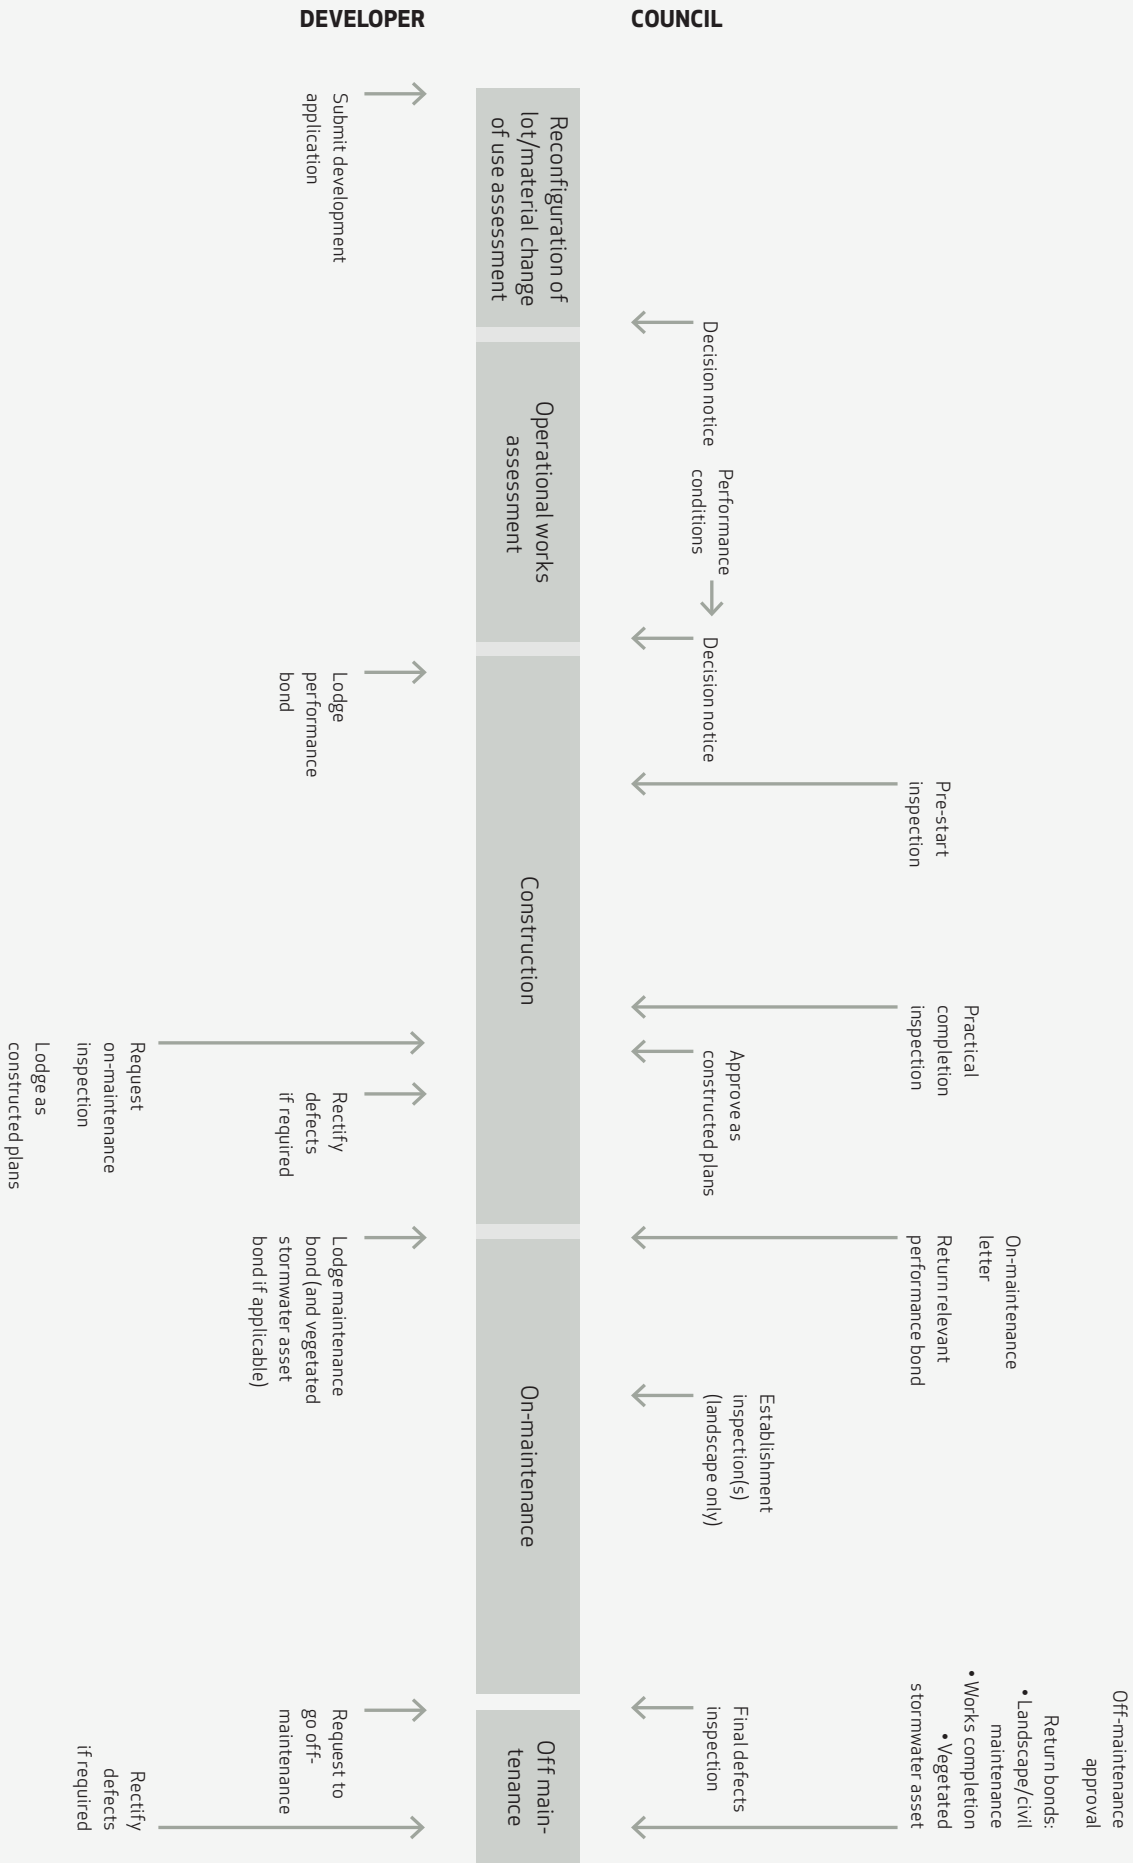 DEVELOPER
COUNCIL
Submit development
application
Reconfiguration of
lot/material change
of use assessment
Decision notice
Operational works
assessment
Performance
conditions
Decision notice
Lodge
performance
bond
Construction
Pre-start
inspection
Practical
completion
inspection
Approve as
constructed plans
Request
on-maintenance
inspection
Lodge as
constructed plans
Rectify
defects
if required
On-maintenance
letter
Return relevant
performance bond
Lodge maintenance
bond (and vegetated
stormwater asset
bond if applicable)
On-maintenance
Establishment
inspection(s)
(landscape only)
Request to
go off-
maintenance
Final defects
inspection
Off main-
tenance
Rectify
defects
if required
Off-maintenance
approval
Return bonds:
• Landscape/civil
maintenance
• Works completion
• Vegetated
stormwater asset